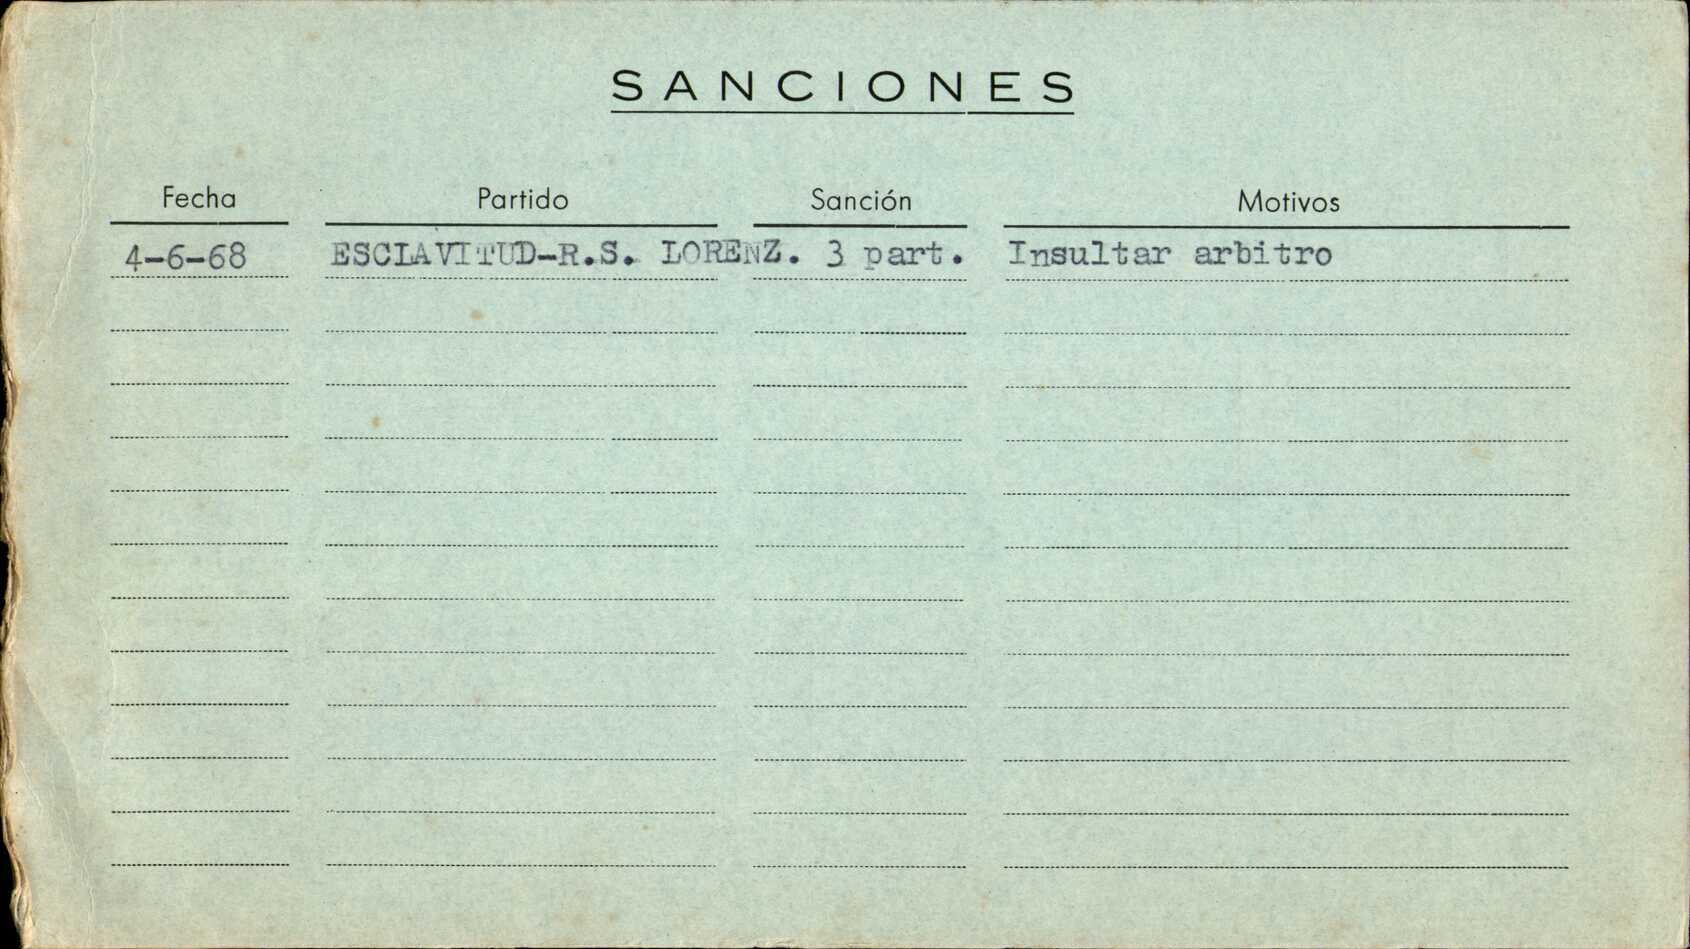 SANCIONES
Fecha Partido Sanción Motivos
4-6-68 ESCLAVITUD-R.S. LORENZ. 3 part. Insultar arbitro